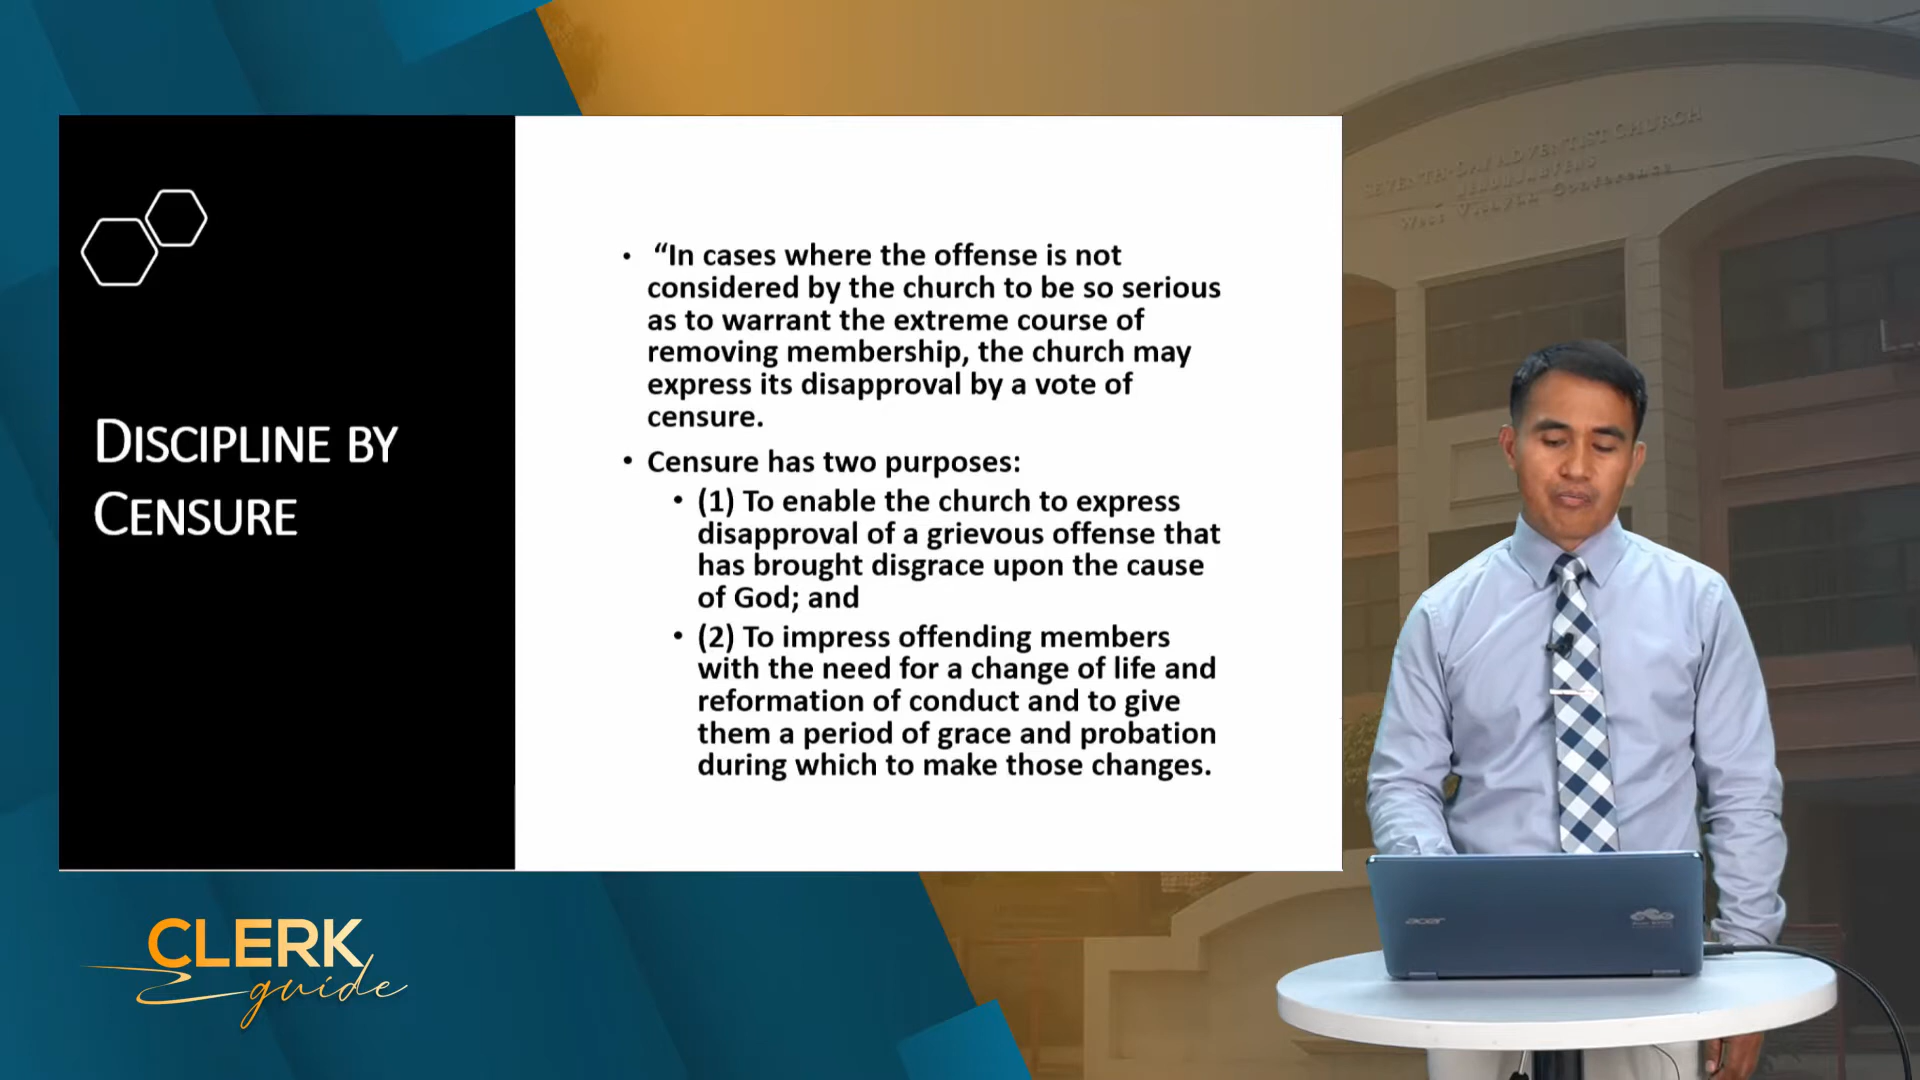 SEVENTH-DAY ADVENTIST CHURCH
West Visayan Conference
DISCIPLINE BY
CENSURE
• “In cases where the offense is not
considered by the church to be so serious
as to warrant the extreme course of
removing membership, the church may
express its disapproval by a vote of
censure.
• Censure has two purposes:
• (1) To enable the church to express
disapproval of a grievous offense that
has brought disgrace upon the cause
of God; and
• (2) To impress offending members
with the need for a change of life and
reformation of conduct and to give
them a period of grace and probation
during which to make those changes.
acer
CLERK
guide